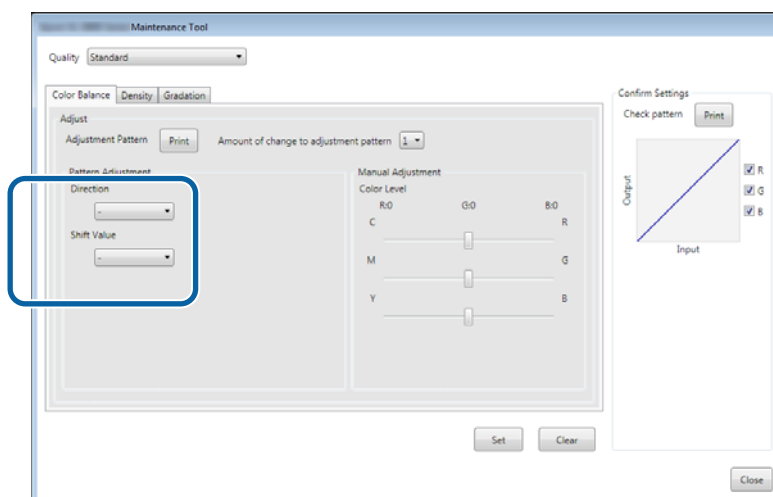 Maintenance Tool
Quality Standard
Color Balance Density Gradation
Adjust
Adjustment Pattern Print Amount of change to adjustment pattern 1
Pattern Adjustment
Direction
-
Shift Value
-
Manual Adjustment
Color Level
R:0 G:0 B:0
C R
M G
Y B
Set Clear
Confirm Settings
Check pattern Print
Output
Input
R
G
B
Close